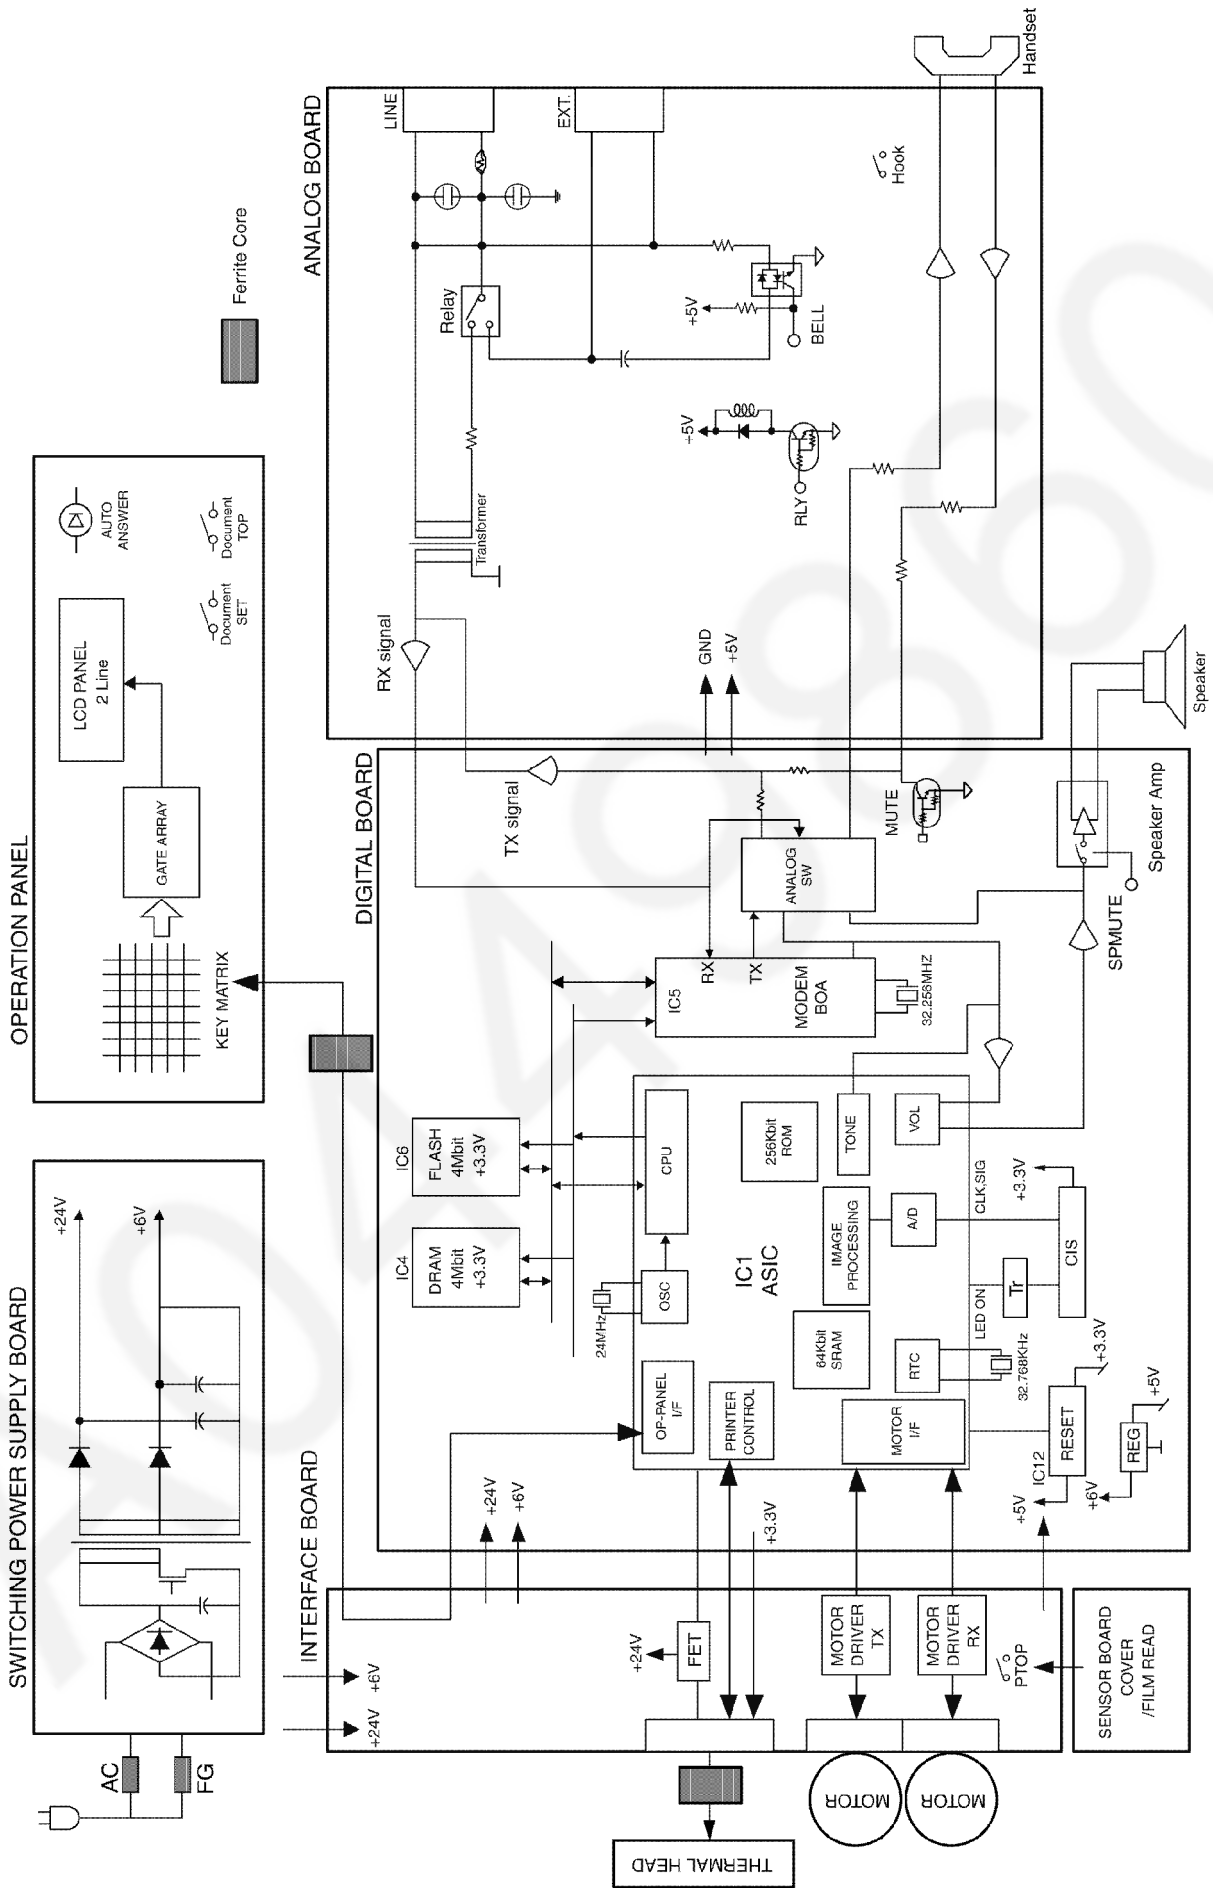 SWITCHING POWER SUPPLY BOARD
AC
FG
+24V
+6V
OPERATION PANEL
KEY MATRIX
GATE ARRAY
LCD PANEL
2 Line
AUTO
ANSWER
Document
SET
Document
TOP
Ferrite Core
INTERFACE BOARD
+24V
+6V
+24V
FET
MOTOR
DRIVER
TX
MOTOR
DRIVER
RX
PTOP
THERMAL HEAD
MOTOR
MOTOR
SENSOR BOARD
COVER
/FILM READ
DIGITAL BOARD
+24V
+6V
+3.3V
IC4
DRAM
4Mbit
+3.3V
IC6
FLASH
4Mbit
+3.3V
24MHz
OSC
CPU
OP-PANEL
I/F
PRINTER
CONTROL
IC1
ASIC
256Kbit
ROM
64Kbit
SRAM
IMAGE
PROCESSING
TONE
MOTOR
I/F
RTC
A/D
VOL
32.768KHz
LED ON
Tr
CLK,SIG
CIS
+3.3V
IC12
RESET
+5V
+3.3V
+6V
REG
+5V
IC5
RX
TX
MODEM
BOA
32.256MHZ
ANALOG
SW
TX signal
MUTE
SPMUTE
Speaker Amp
Speaker
ANALOG BOARD
RX signal
GND
+5V
Transformer
Relay
LINE
EXT.
+5V
BELL
+5V
RLY
Hook
Handset
A044986